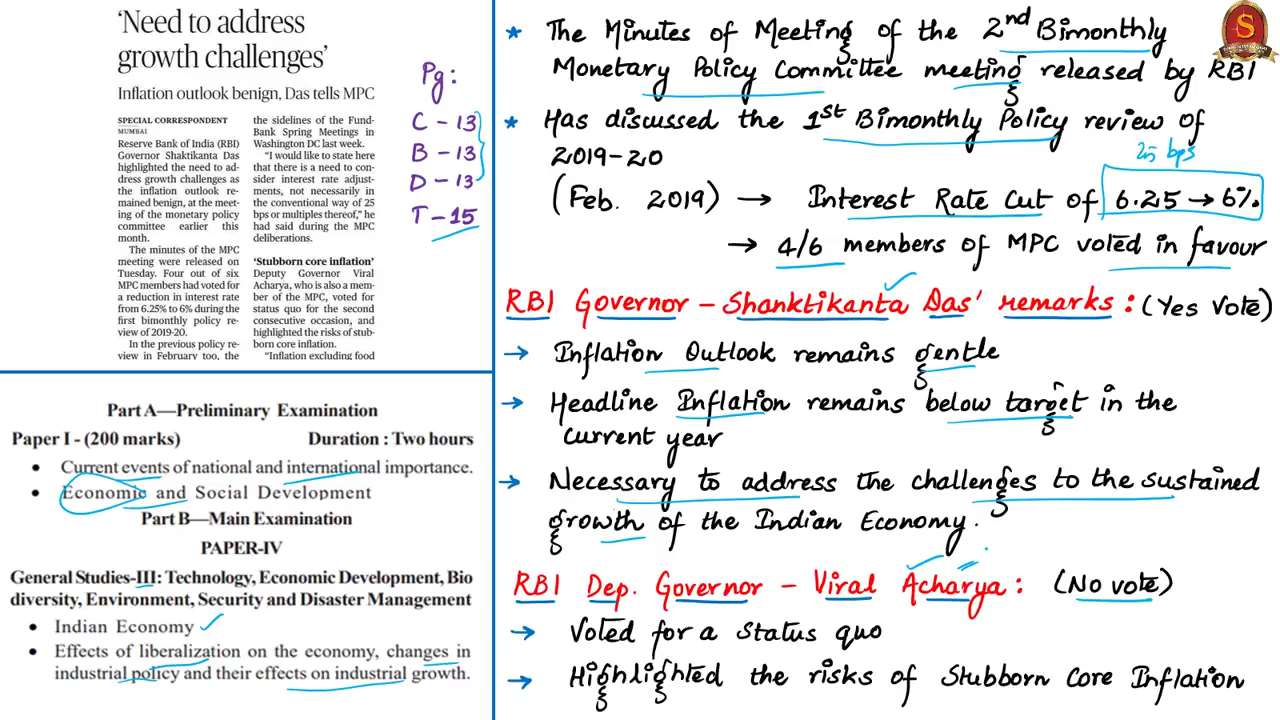 'Need to address
growth challenges'
Inflation outlook benign, Das tells MPC
SPECIAL CORRESPONDENT
MUMBAI
Reserve Bank of India (RBI)
Governor Shaktikanta Das
highlighted the need to ad-
dress growth challenges as
the inflation outlook re-
mained benign, at the meet-
ing of the monetary policy
committee earlier this
month.
The minutes of the MPC
meeting were released on
Tuesday. Four out of six
MPC members had voted for
a reduction in interest rate
from 6.25% to 6% during the
first bimonthly policy re-
view of 2019-20.
In the previous policy re-
view in February too, the
the sidelines of the Fund-
Bank Spring Meetings in
Washington DC last week.
"I would like to state here
that there is a need to con-
sider interest rate adjust-
ments, not necessarily in
the conventional way of 25
bps or multiples thereof," he
had said during the MPC
deliberations.
'Stubborn core inflation'
Deputy Governor Viral
Acharya, who is also a mem-
ber of the MPC, voted for
status quo for the second
consecutive occasion, and
highlighted the risks of stub-
born core inflation.
"Inflation excluding food
Pg:
C - 13
B - 13
D - 13
T - 15
Part A—Preliminary Examination
Paper I - (200 marks) Duration : Two hours
• Current events of national and international importance.
• Economic and Social Development
Part B—Main Examination
PAPER-IV
General Studies-III: Technology, Economic Development, Bio
diversity, Environment, Security and Disaster Management
• Indian Economy
• Effects of liberalization on the economy, changes in
industrial policy and their effects on industrial growth.
S
* The Minutes of Meeting of the 2nd Bimonthly
Monetary Policy Committee meeting released by RBI
* Has discussed the 1st Bimonthly Policy review of
2019-20
25 bps
(Feb. 2019) → Interest Rate Cut of 6.25 → 6%.
→ 4/6 members of MPC voted in favour
RBI Governor - Shanktikanta Das' remarks : (Yes Vote)
→ Inflation Outlook remains gentle
→ Headline Inflation remains below target in the
current year
→ Necessary to address the challenges to the sustained
growth of the Indian Economy.
RBI Dep. Governor - Viral Acharya : (No vote)
→ Voted for a Status quo
→ Highlighted the risks of Stubborn Core Inflation